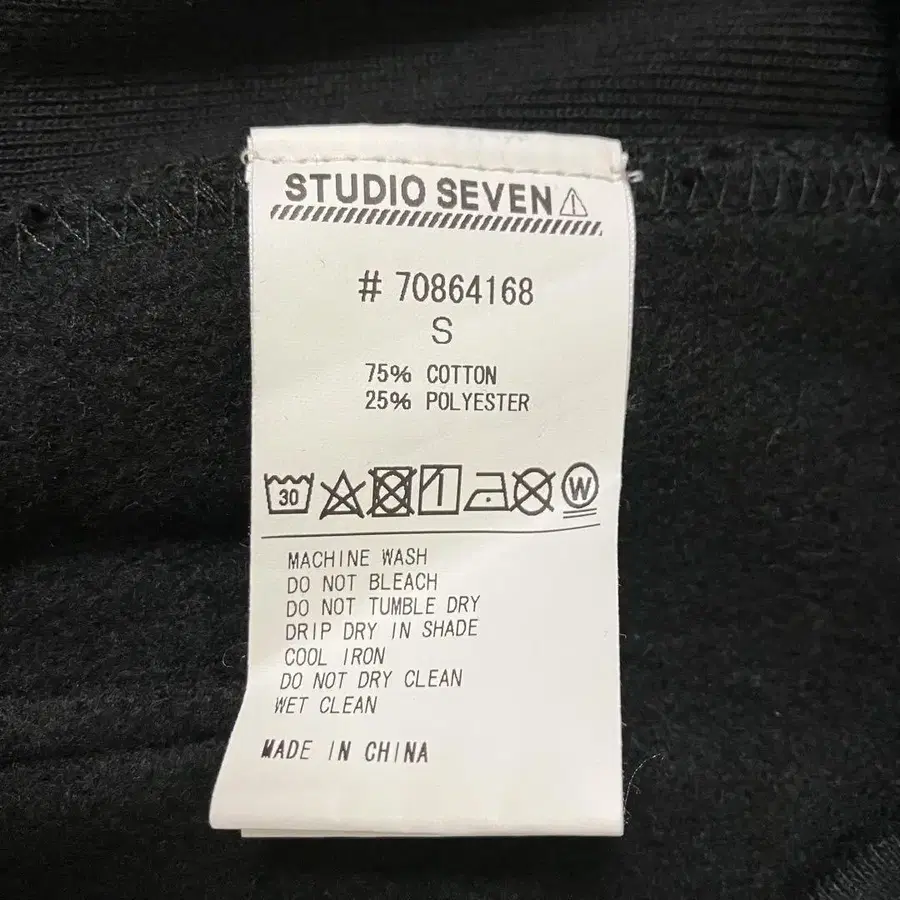 STUDIO SEVEN
# 70864168
S
75% COTTON
25% POLYESTER
30 W
MACHINE WASH
DO NOT BLEACH
DO NOT TUMBLE DRY
DRIP DRY IN SHADE
COOL IRON
DO NOT DRY CLEAN
WET CLEAN
MADE IN CHINA